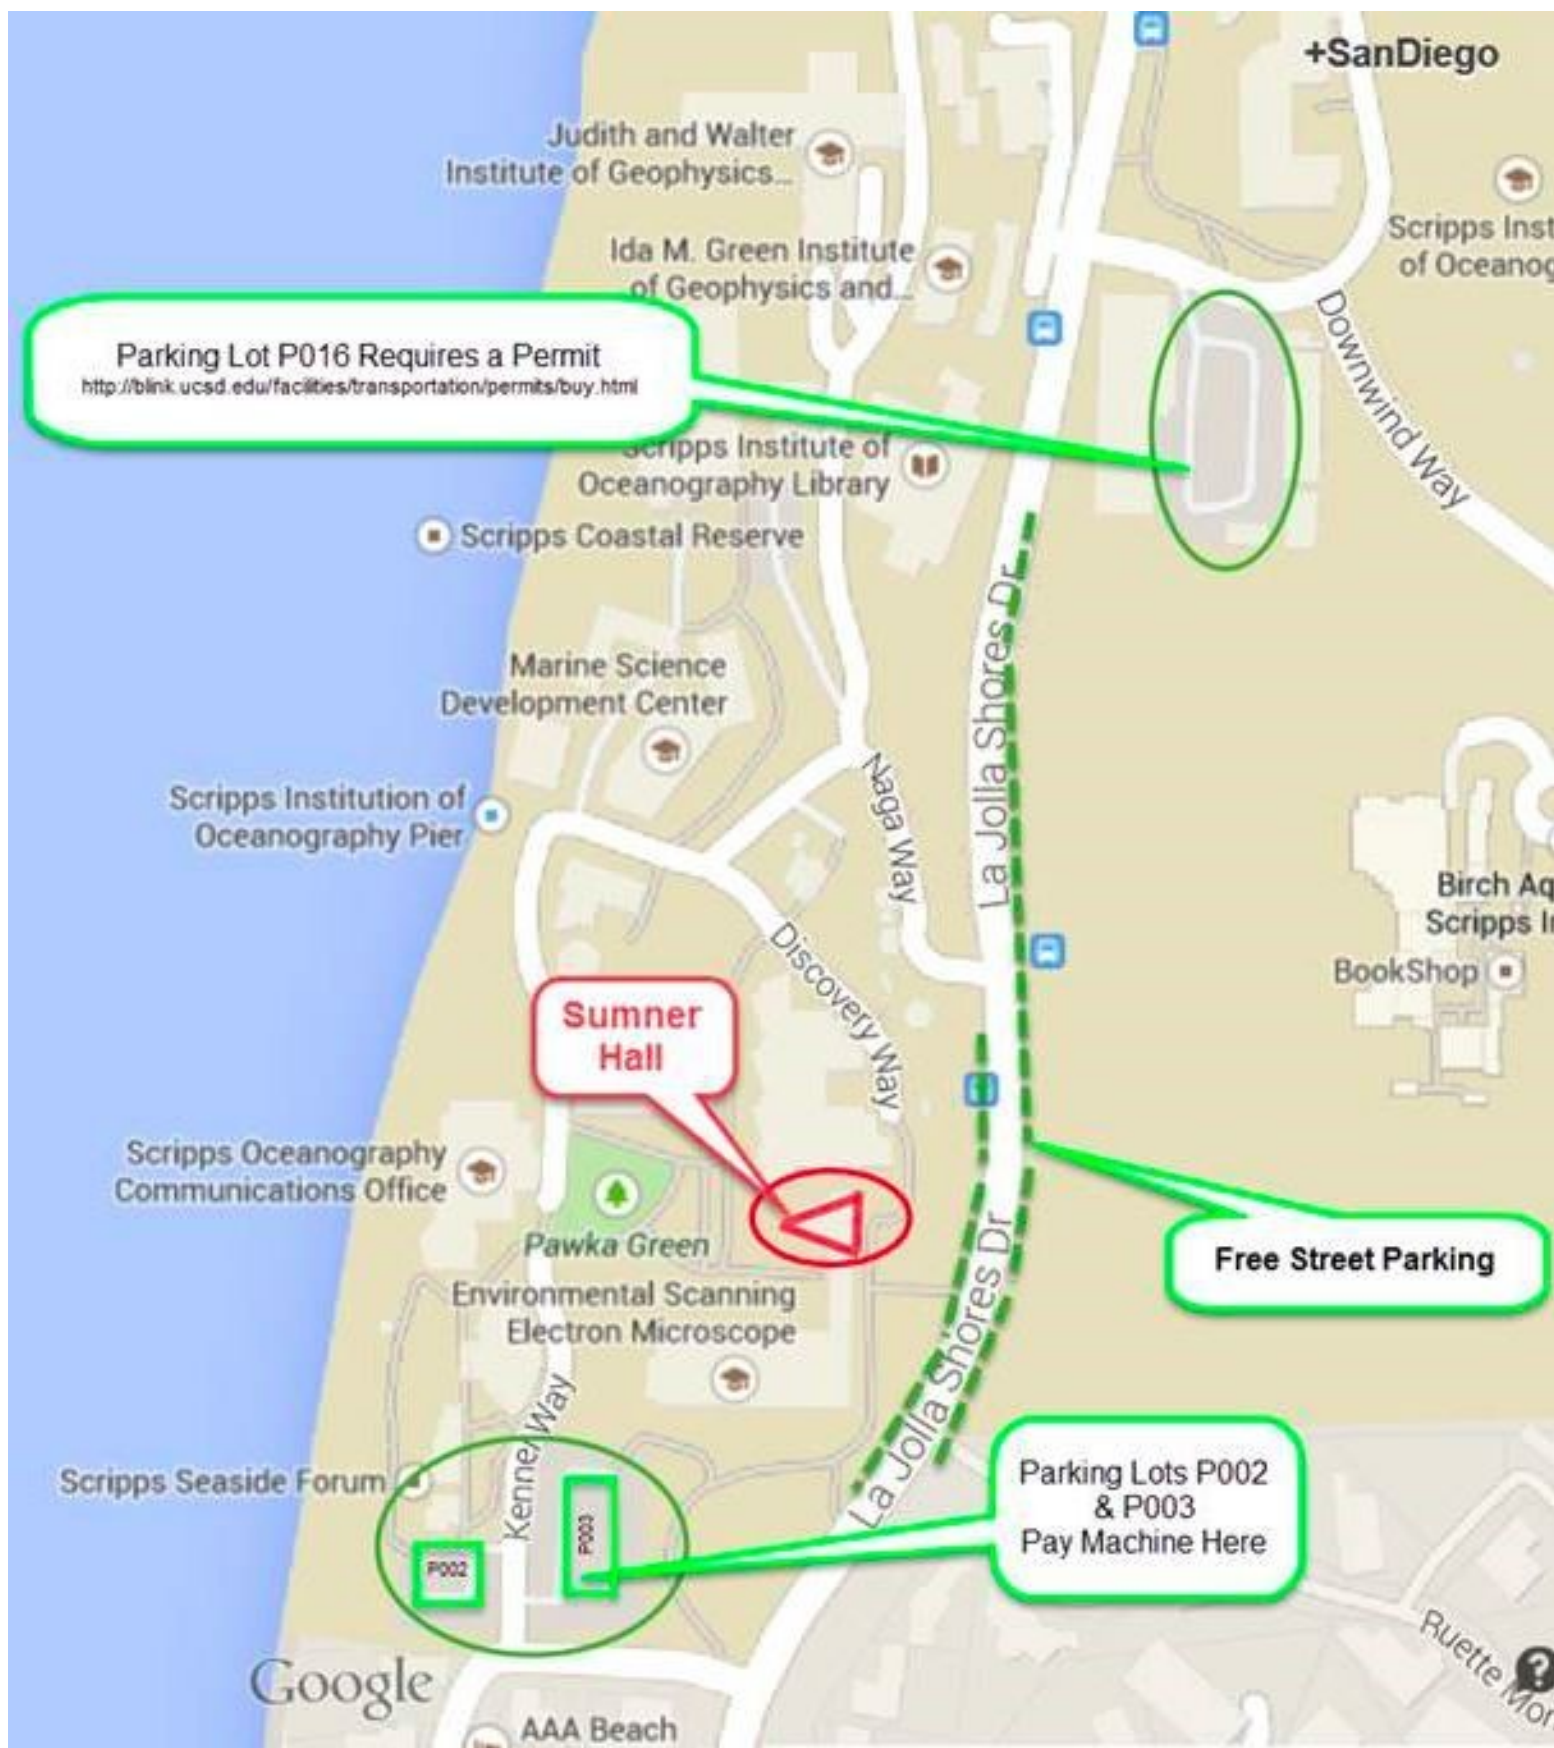 +SanDiego
Judith and Walter
Institute of Geophysics...
Scripps Inst
of Oceanog
Ida M. Green Institute
of Geophysics and...
Downwind Way
Parking Lot P016 Requires a Permit
http://blink.ucsd.edu/facilities/transportation/permits/buy.html
Scripps Institute of
Oceanography Library
Scripps Coastal Reserve
La Jolla Shores Dr
Marine Science
Development Center
Naga Way
Scripps Institution of
Oceanography Pier
Birch Aq
Scripps I
BookShop
Discovery Way
Sumner
Hall
Scripps Oceanography
Communications Office
Pawka Green
Free Street Parking
Environmental Scanning
Electron Microscope
La Jolla Shores Dr
Kennel Way
Scripps Seaside Forum
Parking Lots P002
& P003
Pay Machine Here
P003
P002
Ruette Mon
Google
AAA Beach